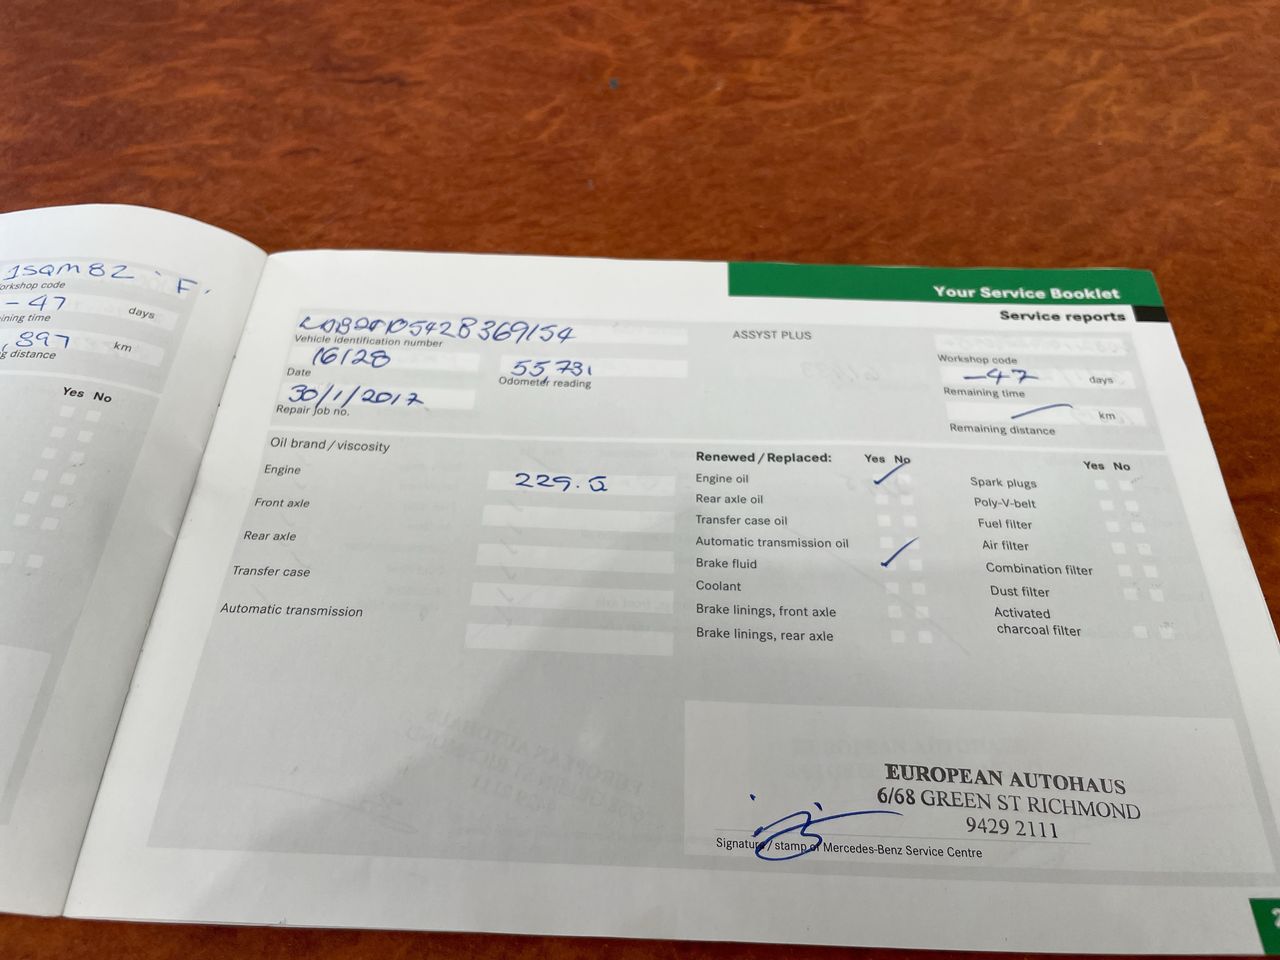 1SQM82 F.
orkshop code
-47 days
ining time
,897 km
g distance
Yes No
Your Service Booklet
Service reports
ASSYST PLUS
Vehicle identification number
16128
Date
55,731
Odometer reading
30/1/2017
Repair job no.
Workshop code
-47 days
Remaining time
km
Remaining distance
Oil brand / viscosity
Engine
229.5
Front axle
Rear axle
Transfer case
Automatic transmission
Renewed / Replaced: Yes No
Engine oil
Rear axle oil
Transfer case oil
Automatic transmission oil
Brake fluid
Coolant
Brake linings, front axle
Brake linings, rear axle
Yes No
Spark plugs
Poly-V-belt
Fuel filter
Air filter
Combination filter
Dust filter
Activated
charcoal filter
EUROPEAN AUTOHAUS
6/68 GREEN ST RICHMOND
9429 2111
Signature / stamp of Mercedes-Benz Service Centre